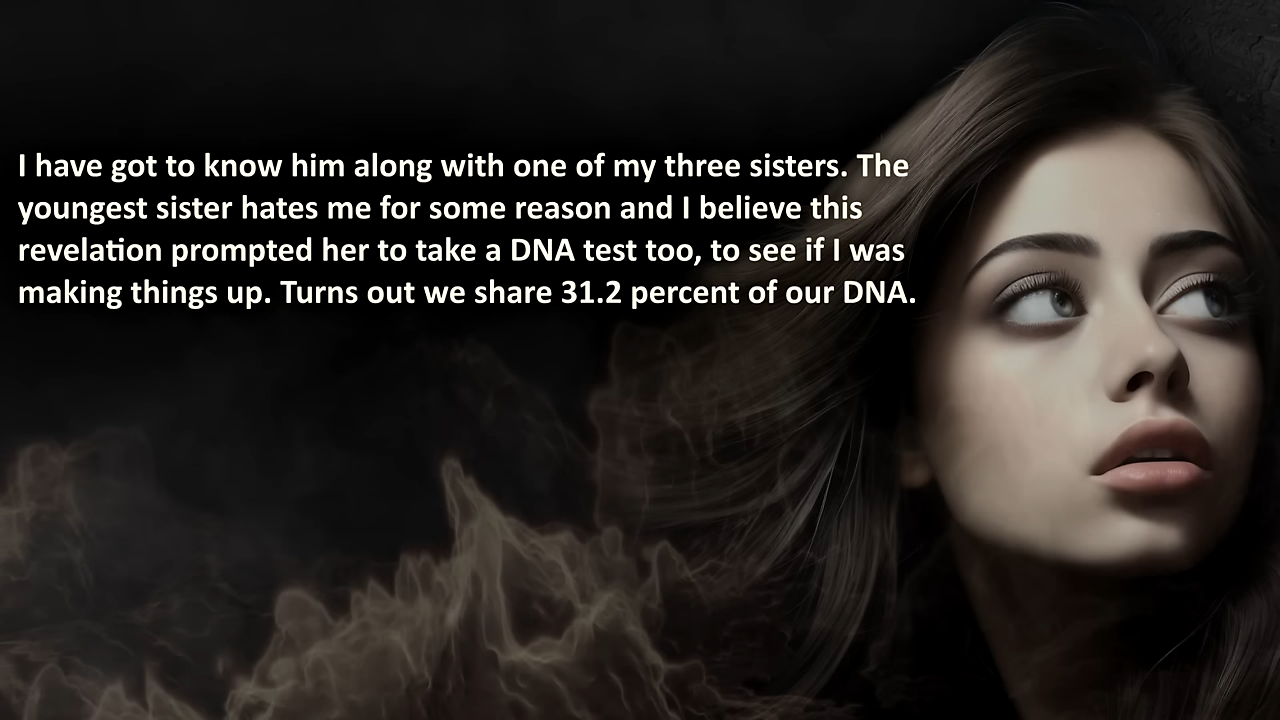 I have got to know him along with one of my three sisters. The
youngest sister hates me for some reason and I believe this
revelation prompted her to take a DNA test too, to see if I was
making things up. Turns out we share 31.2 percent of our DNA.